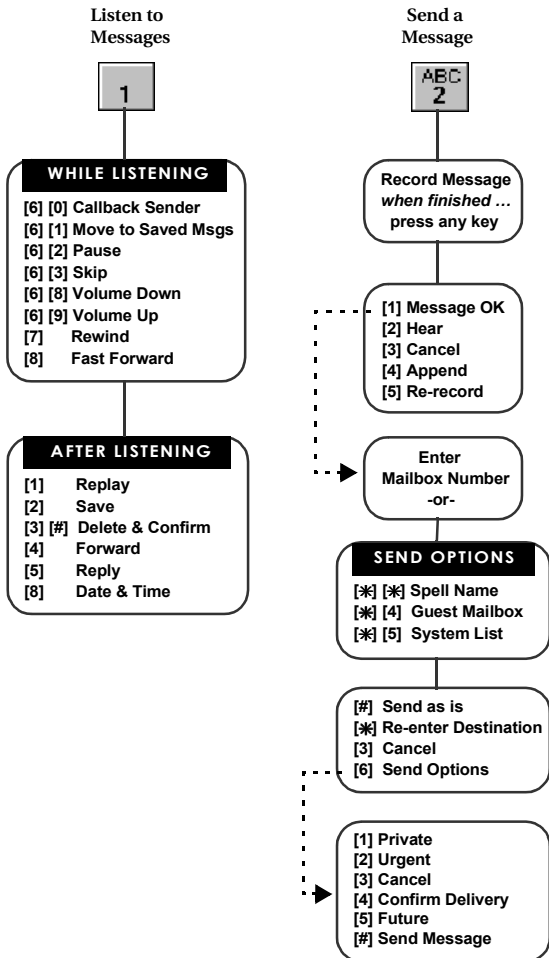 Listen to
Messages
1
WHILE LISTENING
[6] [0] Callback Sender
[6] [1] Move to Saved Msgs
[6] [2] Pause
[6] [3] Skip
[6] [8] Volume Down
[6] [9] Volume Up
[7] Rewind
[8] Fast Forward
AFTER LISTENING
[1] Replay
[2] Save
[3] [#] Delete & Confirm
[4] Forward
[5] Reply
[8] Date & Time
Send a
Message
ABC
2
Record Message
when finished …
press any key
[1] Message OK
[2] Hear
[3] Cancel
[4] Append
[5] Re-record
Enter
Mailbox Number
-or-
SEND OPTIONS
[*] [*] Spell Name
[*] [4] Guest Mailbox
[*] [5] System List
[#] Send as is
[*] Re-enter Destination
[3] Cancel
[6] Send Options
[1] Private
[2] Urgent
[3] Cancel
[4] Confirm Delivery
[5] Future
[#] Send Message